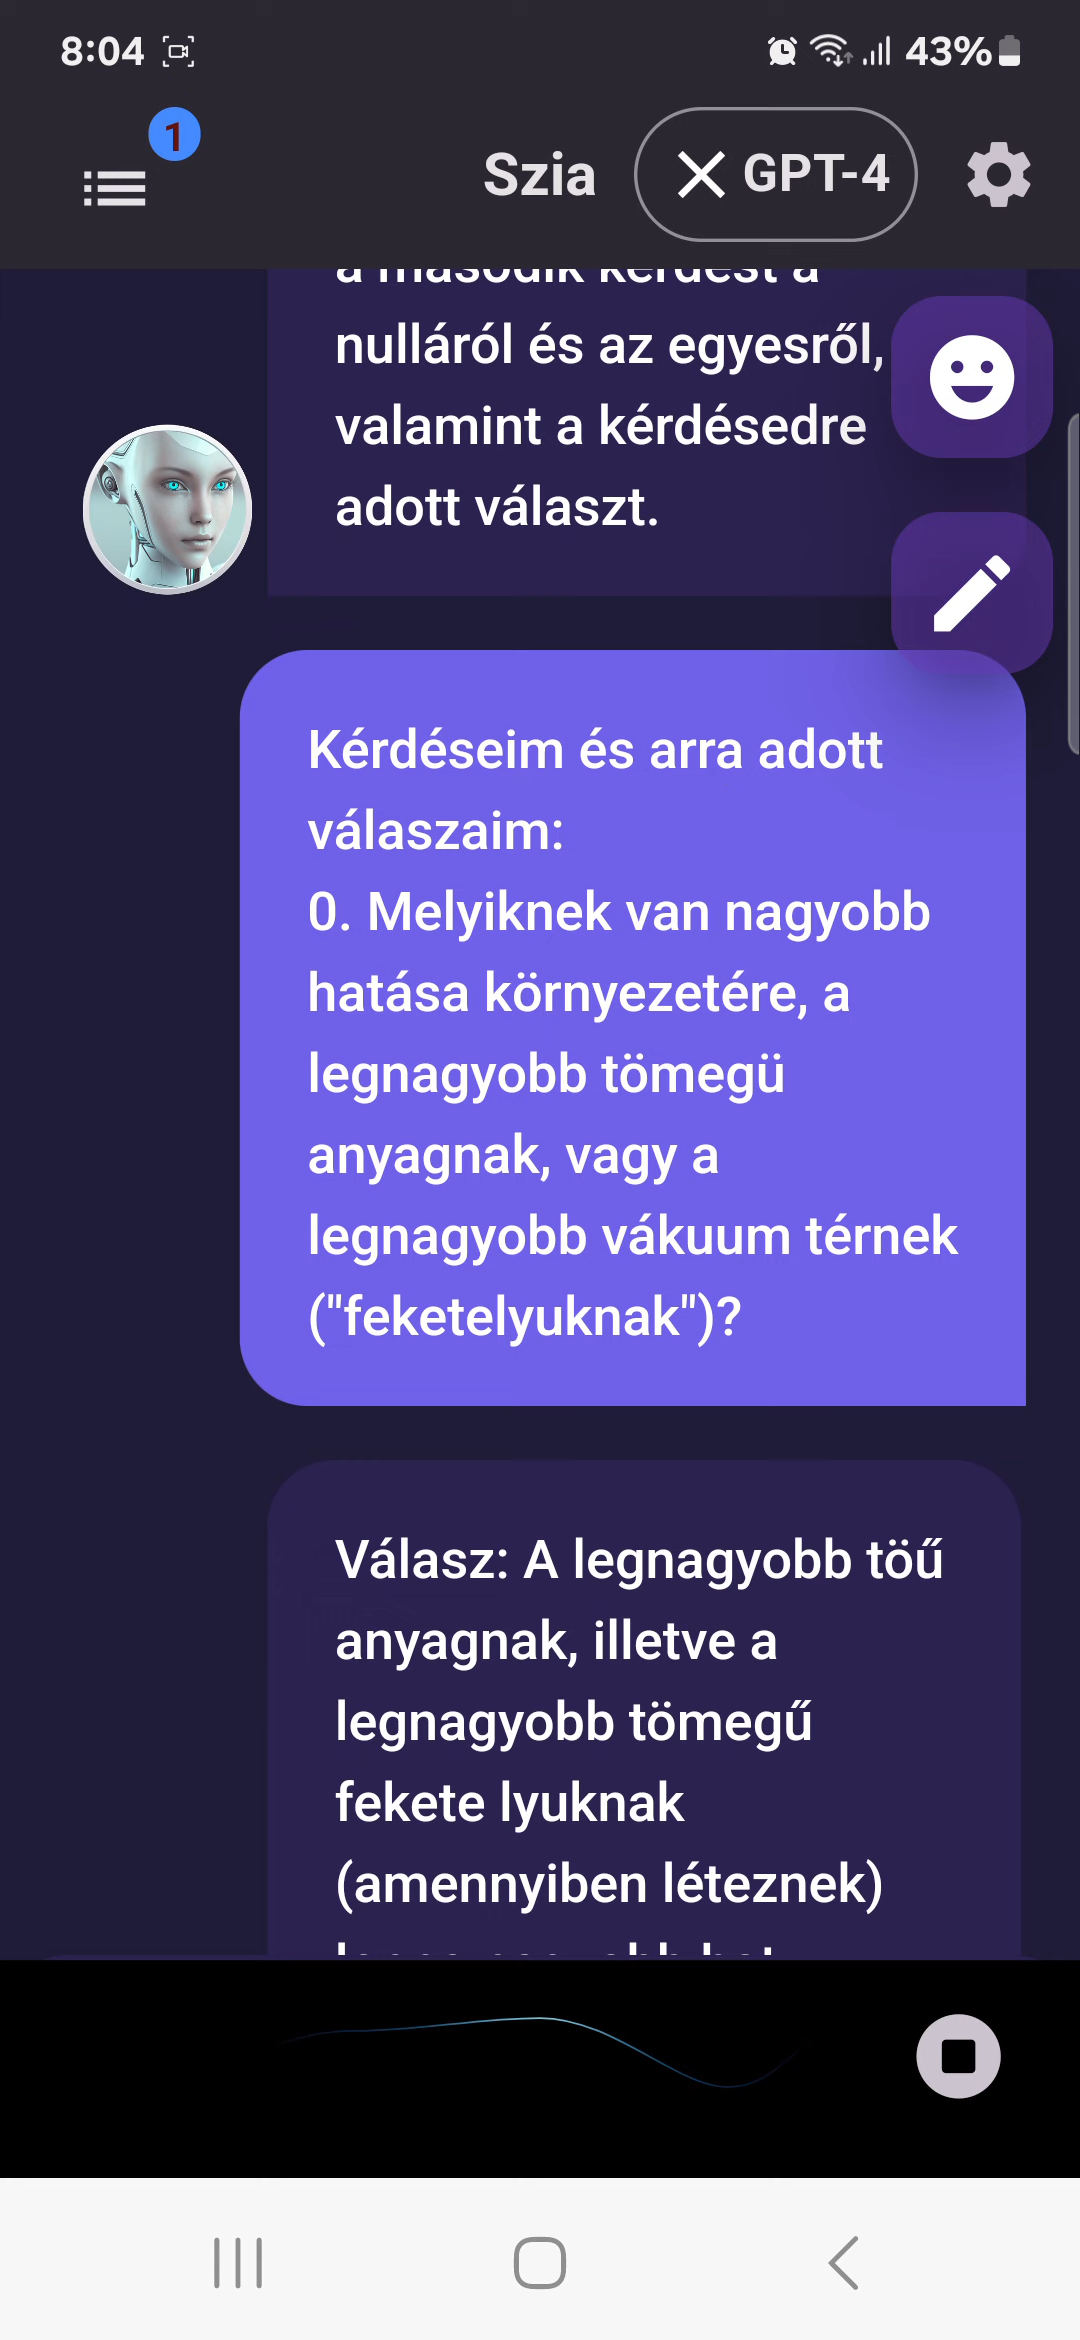 8:04
43%
1
Szia
GPT-4
a második kérdést a
nulláról és az egyesről,
valamint a kérdésedre
adott választ.
Kérdéseim és arra adott
válaszaim:
0. Melyiknek van nagyobb
hatása környezetére, a
legnagyobb tömegü
anyagnak, vagy a
legnagyobb vákuum térnek
("feketelyuknak")?
Válasz: A legnagyobb töű
anyagnak, illetve a
legnagyobb tömegű
fekete lyuknak
(amennyiben léteznek)